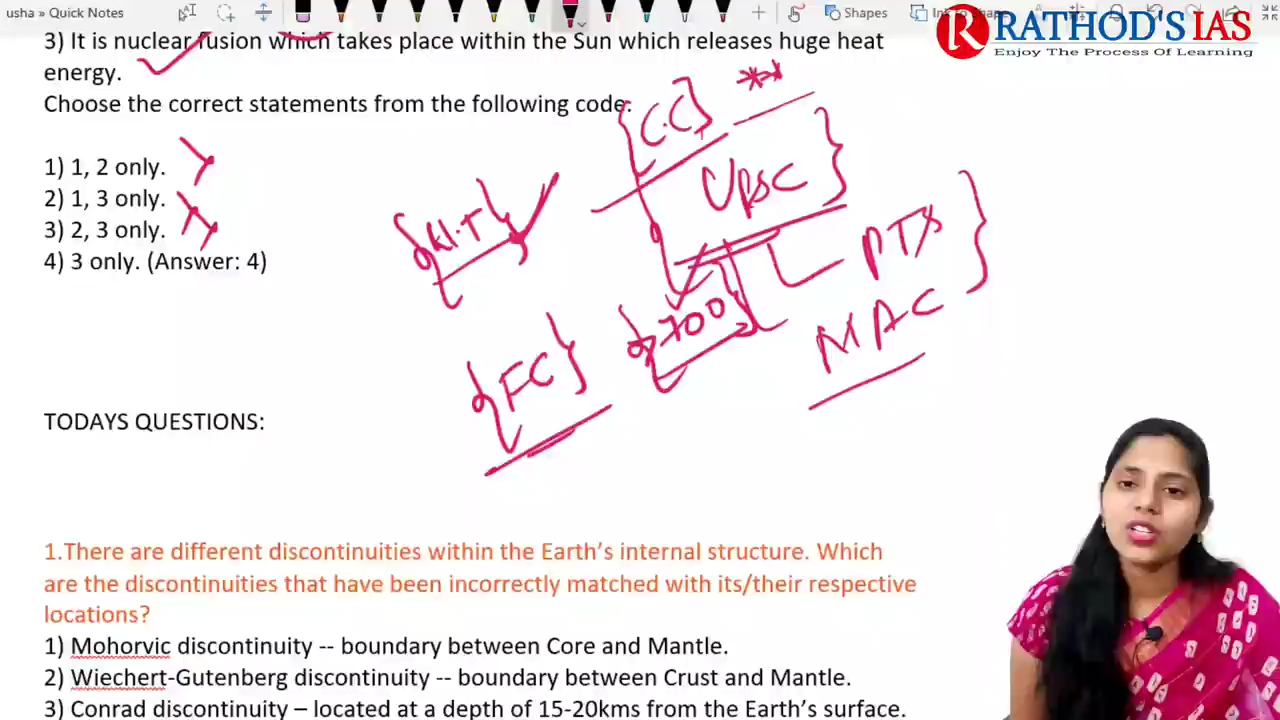 usha » Quick Notes
Shapes
RATHOD'S IAS
Enjoy The Process Of Learning
3) It is nuclear fusion which takes place within the Sun which releases huge heat
energy.
Choose the correct statements from the following code:
{C.C} **
UPSC }
1) 1, 2 only.
2) 1, 3 only.
3) 2, 3 only.
4) 3 only. (Answer: 4)
PTS
{700}
MAC
{FC}
TODAYS QUESTIONS:
1.There are different discontinuities within the Earth's internal structure. Which
are the discontinuities that have been incorrectly matched with its/their respective
locations?
1) Mohorvic discontinuity -- boundary between Core and Mantle.
2) Wiechert-Gutenberg discontinuity -- boundary between Crust and Mantle.
3) Conrad discontinuity – located at a depth of 15-20kms from the Earth's surface.